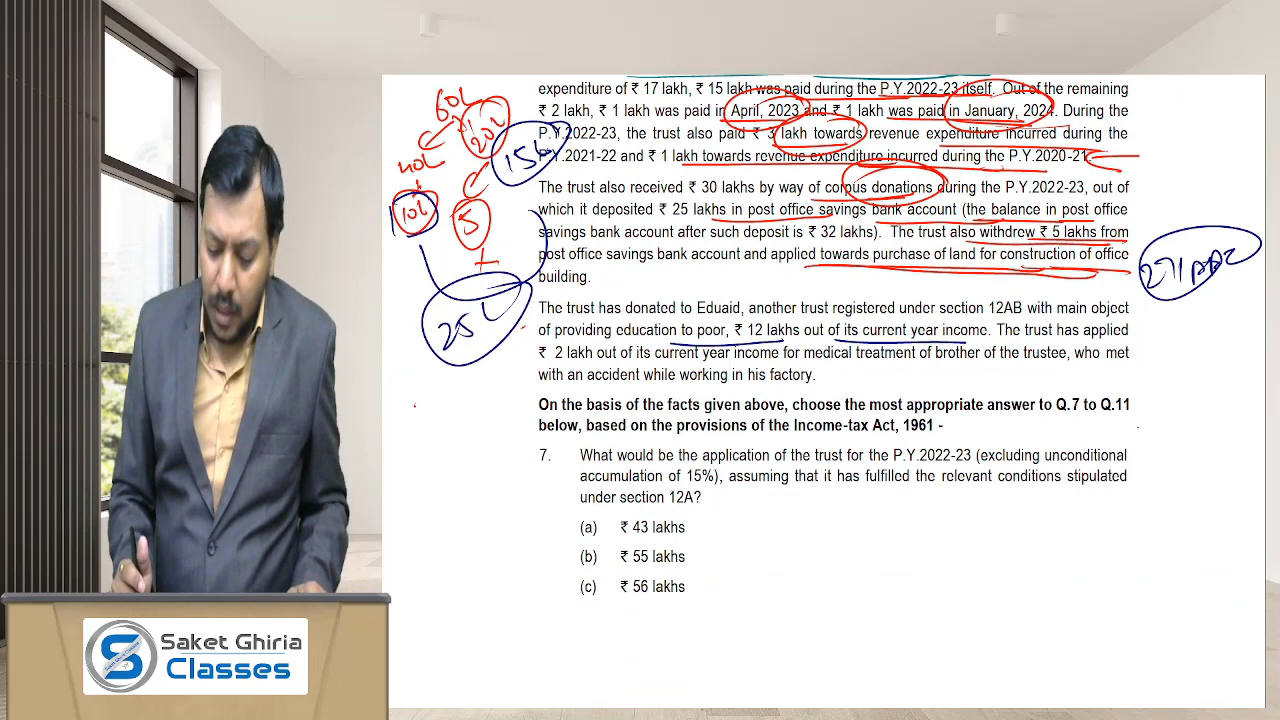 expenditure of ₹ 17 lakh, ₹ 15 lakh was paid during the P.Y.2022-23 itself. Out of the remaining
₹ 2 lakh, ₹ 1 lakh was paid in April, 2023 and ₹ 1 lakh was paid in January, 2024. During the
P.Y.2022-23, the trust also paid ₹ 3 lakh towards revenue expenditure incurred during the
P.Y.2021-22 and ₹ 1 lakh towards revenue expenditure incurred during the P.Y.2020-21.
The trust also received ₹ 30 lakhs by way of corpus donations during the P.Y.2022-23, out of
which it deposited ₹ 25 lakhs in post office savings bank account (the balance in post office
savings bank account after such deposit is ₹ 32 lakhs). The trust also withdrew ₹ 5 lakhs from
post office savings bank account and applied towards purchase of land for construction of office
building.
The trust has donated to Eduaid, another trust registered under section 12AB with main object
of providing education to poor, ₹ 12 lakhs out of its current year income. The trust has applied
₹ 2 lakh out of its current year income for medical treatment of brother of the trustee, who met
with an accident while working in his factory.
On the basis of the facts given above, choose the most appropriate answer to Q.7 to Q.11
below, based on the provisions of the Income-tax Act, 1961 -
7. What would be the application of the trust for the P.Y.2022-23 (excluding unconditional
accumulation of 15%), assuming that it has fulfilled the relevant conditions stipulated
under section 12A?
(a) ₹ 43 lakhs
(b) ₹ 55 lakhs
(c) ₹ 56 lakhs
60L
20L
15L
40L
10L
5
+
25L
S
Saket Ghiria
Classes